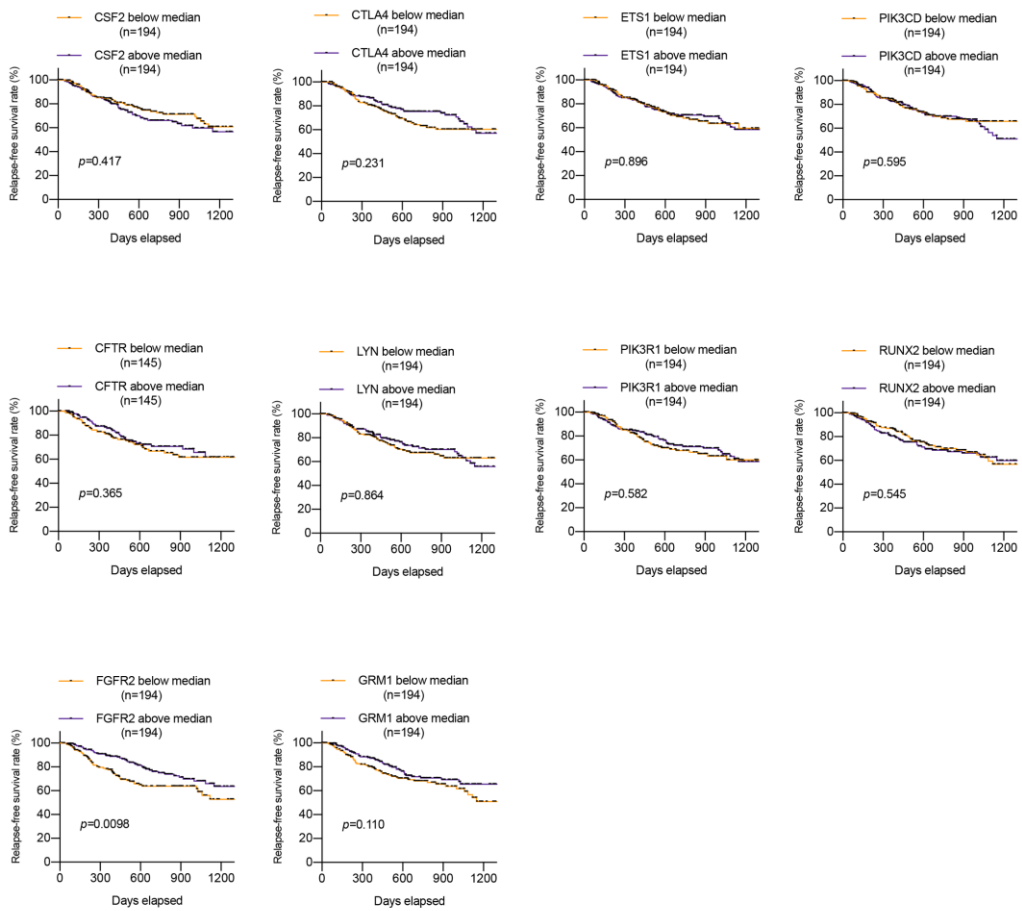 CSF2 below median
(n=194)
CSF2 above median
(n=194)
Relapse-free survival rate (%)
100
80
60
40
20
0
p=0.417
0 300 600 900 1200
Days elapsed
CTLA4 below median
(n=194)
CTLA4 above median
(n=194)
Relapse-free survival rate (%)
100
80
60
40
20
0
p=0.231
0 300 600 900 1200
Days elapsed
ETS1 below median
(n=194)
ETS1 above median
(n=194)
Relapse-free survival rate (%)
100
80
60
40
20
0
p=0.896
0 300 600 900 1200
Days elapsed
PIK3CD below median
(n=194)
PIK3CD above median
(n=194)
Relapse-free survival rate (%)
100
80
60
40
20
0
p=0.595
0 300 600 900 1200
Days elapsed
CFTR below median
(n=145)
CFTR above median
(n=145)
Relapse-free survival rate (%)
100
80
60
40
20
0
p=0.365
0 300 600 900 1200
Days elapsed
LYN below median
(n=194)
LYN above median
(n=194)
Relapse-free survival rate (%)
100
80
60
40
20
0
p=0.864
0 300 600 900 1200
Days elapsed
PIK3R1 below median
(n=194)
PIK3R1 above median
(n=194)
Relapse-free survival rate (%)
100
80
60
40
20
0
p=0.582
0 300 600 900 1200
Days elapsed
RUNX2 below median
(n=194)
RUNX2 above median
(n=194)
Relapse-free survival rate (%)
100
80
60
40
20
0
p=0.545
0 300 600 900 1200
Days elapsed
FGFR2 below median
(n=194)
FGFR2 above median
(n=194)
Relapse-free survival rate (%)
100
80
60
40
20
0
p=0.0098
0 300 600 900 1200
Days elapsed
GRM1 below median
(n=194)
GRM1 above median
(n=194)
Relapse-free survival rate (%)
100
80
60
40
20
0
p=0.110
0 300 600 900 1200
Days elapsed